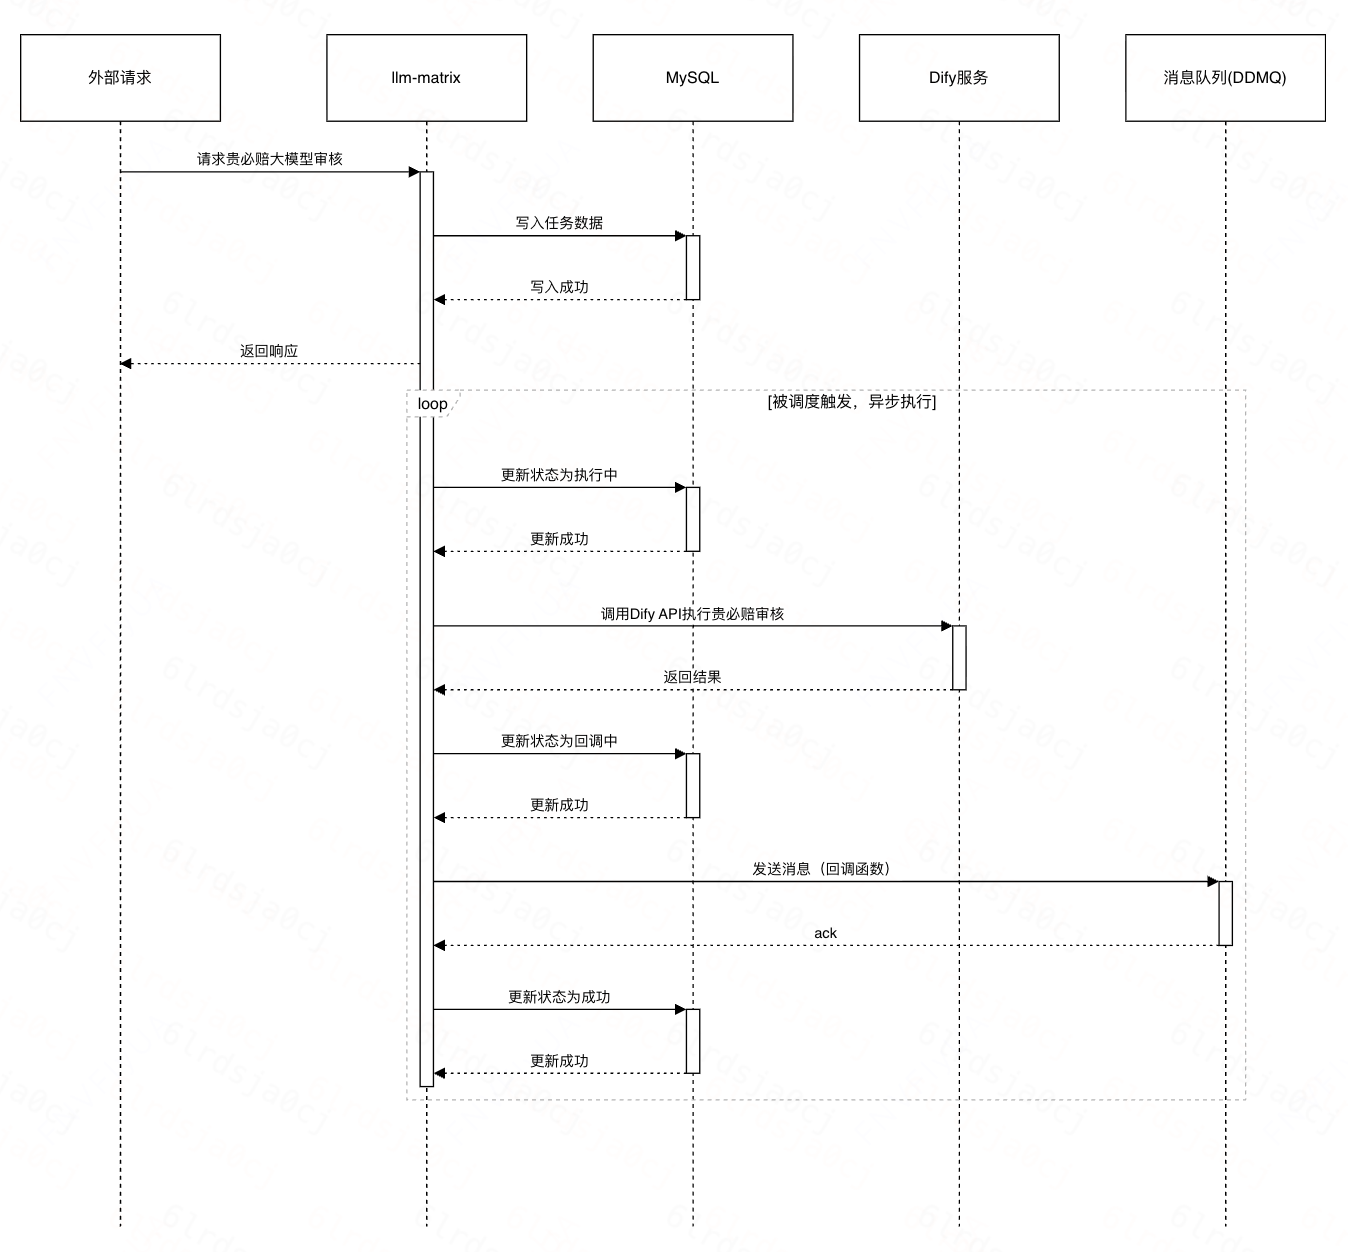 外部请求
llm-matrix
MySQL
Dify服务
消息队列(DDMQ)
请求贵必赔大模型审核
写入任务数据
写入成功
返回响应
loop
[被调度触发，异步执行]
更新状态为执行中
更新成功
调用Dify API执行贵必赔审核
返回结果
更新状态为回调中
更新成功
发送消息（回调函数）
ack
更新状态为成功
更新成功